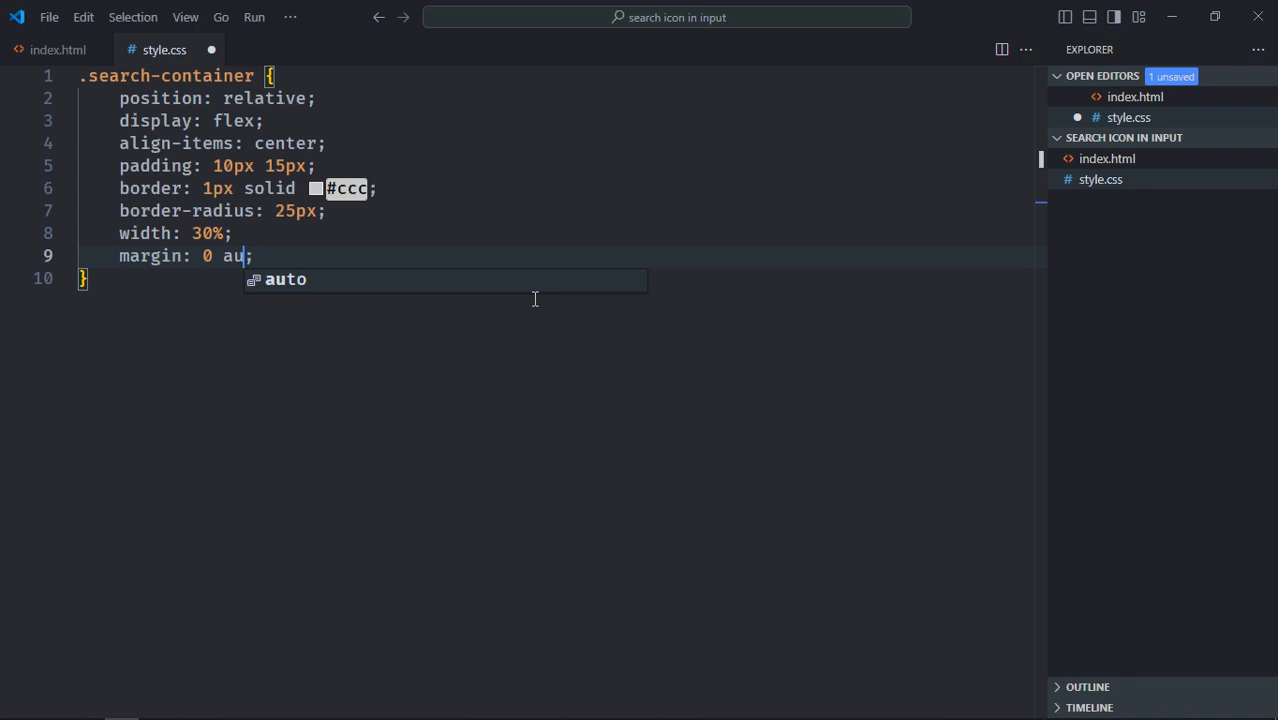 File Edit Selection View Go Run ··· search icon in input
index.html style.css
EXPLORER
OPEN EDITORS 1 unsaved
index.html
style.css
SEARCH ICON IN INPUT
index.html
style.css
1 .search-container {
2 position: relative;
3 display: flex;
4 align-items: center;
5 padding: 10px 15px;
6 border: 1px solid #ccc;
7 border-radius: 25px;
8 width: 30%;
9 margin: 0 au;
auto
10 }
OUTLINE
TIMELINE